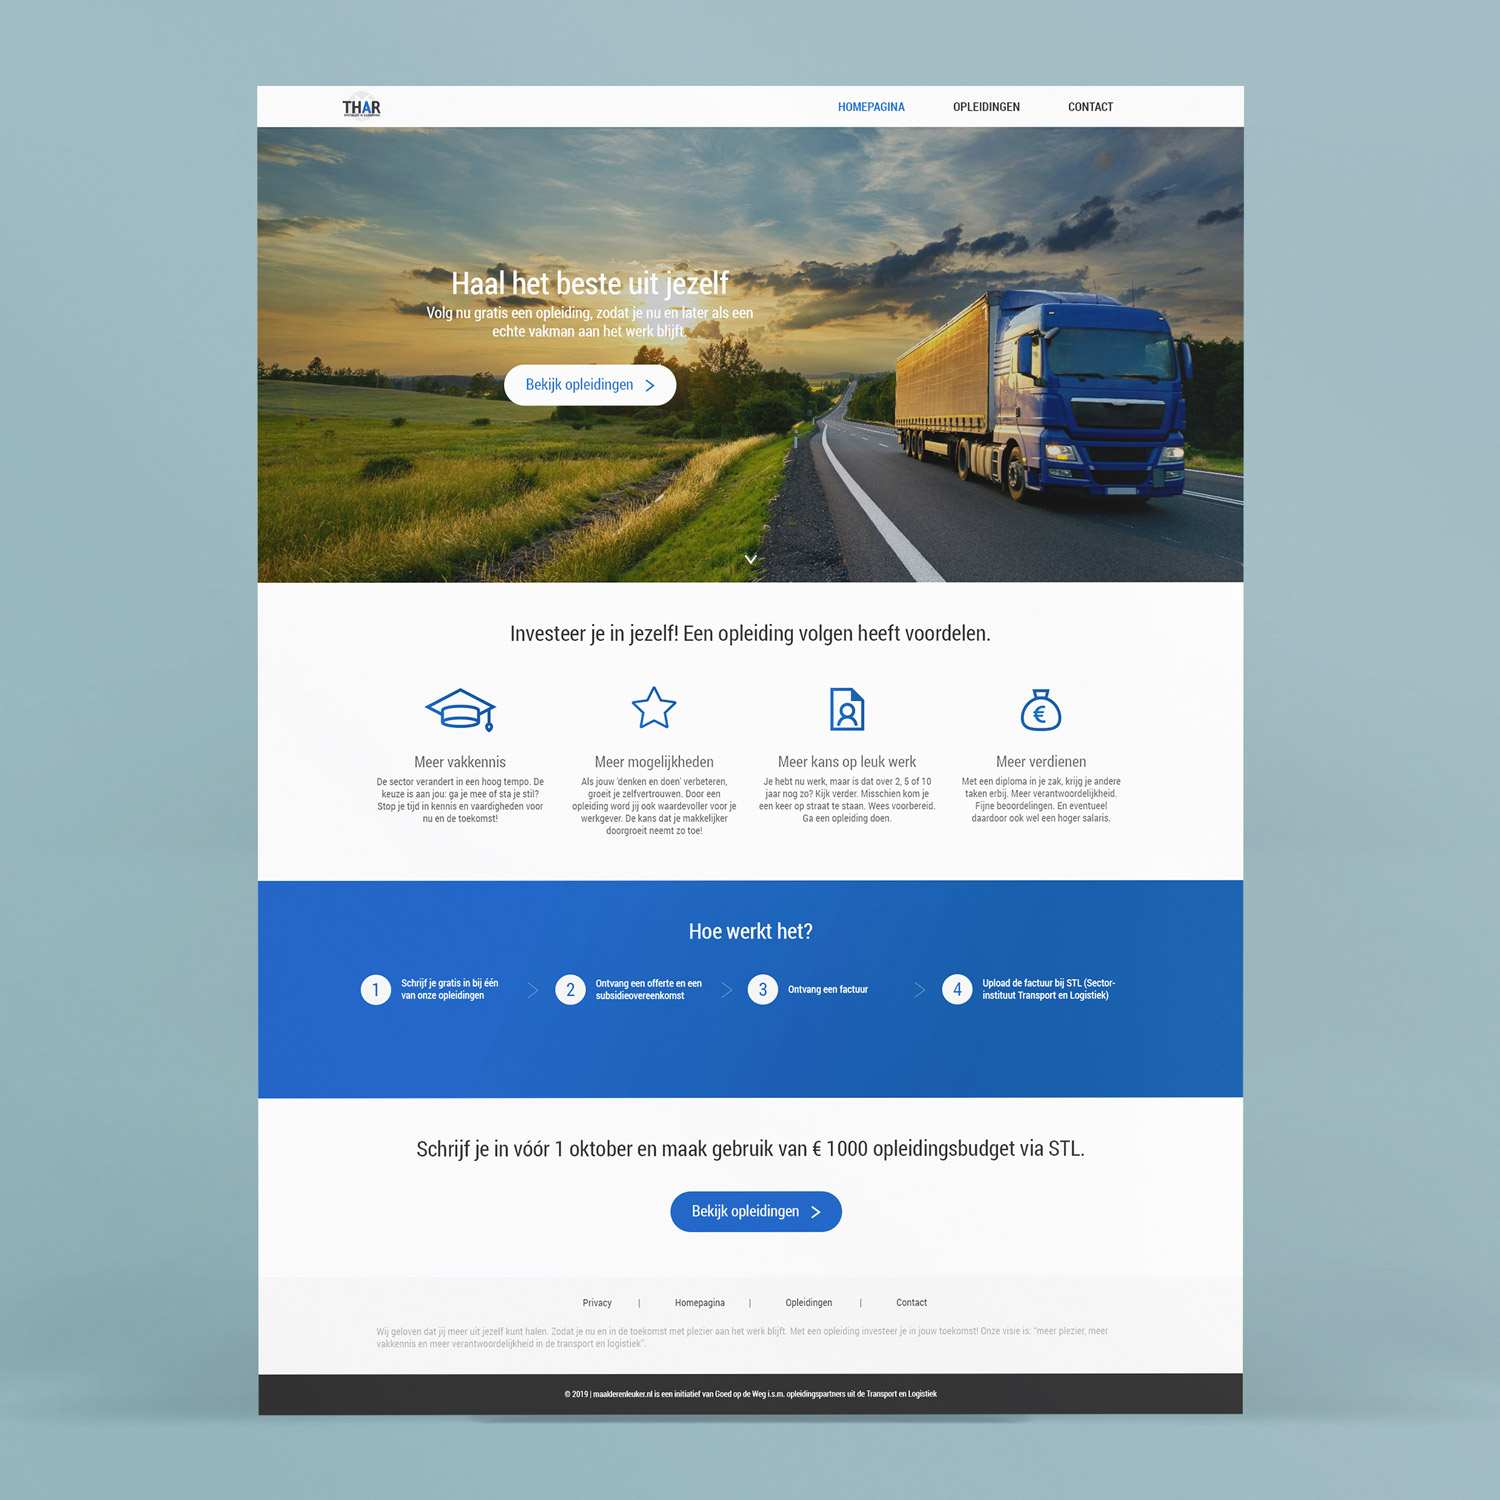 THAR
HOMEPAGINA OPLEIDINGEN CONTACT
Haal het beste uit jezelf
Volg nu gratis een opleiding, zodat je nu en later als een
echte vakman aan het werk blijft.
Bekijk opleidingen
Investeer je in jezelf! Een opleiding volgen heeft voordelen.
Meer vakkennis
De sector verandert in een hoog tempo. De
keuze is aan jou: ga je mee of sta je stil?
Stop je tijd in kennis en vaardigheden voor
nu en de toekomst!
Meer mogelijkheden
Als jouw 'denken en doen' verbeteren,
groeit je zelfvertrouwen. Door een
opleiding word jij ook waardevoller voor je
werkgever. De kans dat je makkelijker
doorgroeit neemt zo toe!
Meer kans op leuk werk
Je hebt nu werk, maar is dat over 2, 5 of 10
jaar nog zo? Kijk verder. Misschien kom je
een keer op straat te staan. Wees voorbereid.
Ga een opleiding doen.
€
Meer verdienen
Met een diploma in je zak, krijg je andere
taken erbij. Meer verantwoordelijkheid.
Fijne beoordelingen. En eventueel
daardoor ook wel een hoger salaris.
Hoe werkt het?
1
Schrijf je gratis in bij één
van onze opleidingen
2
Ontvang een offerte en een
subsidieovereenkomst
3
Ontvang een factuur
4
Upload de factuur bij STL (Sector-
instituut Transport en Logistiek)
Schrijf je in vóór 1 oktober en maak gebruik van € 1000 opleidingsbudget via STL.
Bekijk opleidingen
Privacy | Homepagina | Opleidingen | Contact
Wij geloven dat jij meer uit jezelf kunt halen. Zodat je nu en in de toekomst met plezier aan het werk blijft. Met een opleiding investeer je in jouw toekomst! Onze visie is: "meer plezier, meer
vakkennis en meer verantwoordelijkheid in de transport en logistiek".
© 2019 | maakderenleuker.nl is een initiatief van Goed op de Weg i.s.m. opleidingspartners uit de Transport en Logistiek